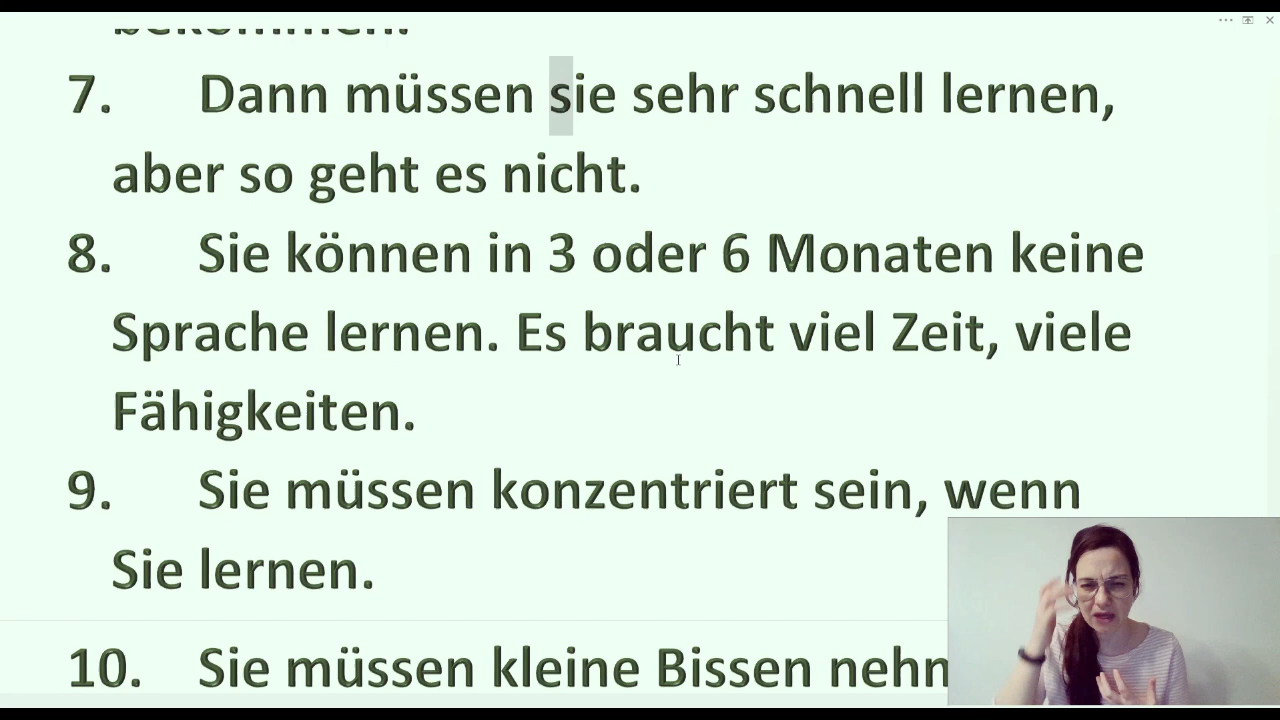 bekommen.
7. Dann müssen sie sehr schnell lernen,
aber so geht es nicht.
8. Sie können in 3 oder 6 Monaten keine
Sprache lernen. Es braucht viel Zeit, viele
Fähigkeiten.
9. Sie müssen konzentriert sein, wenn
Sie lernen.
10. Sie müssen kleine Bissen nehm